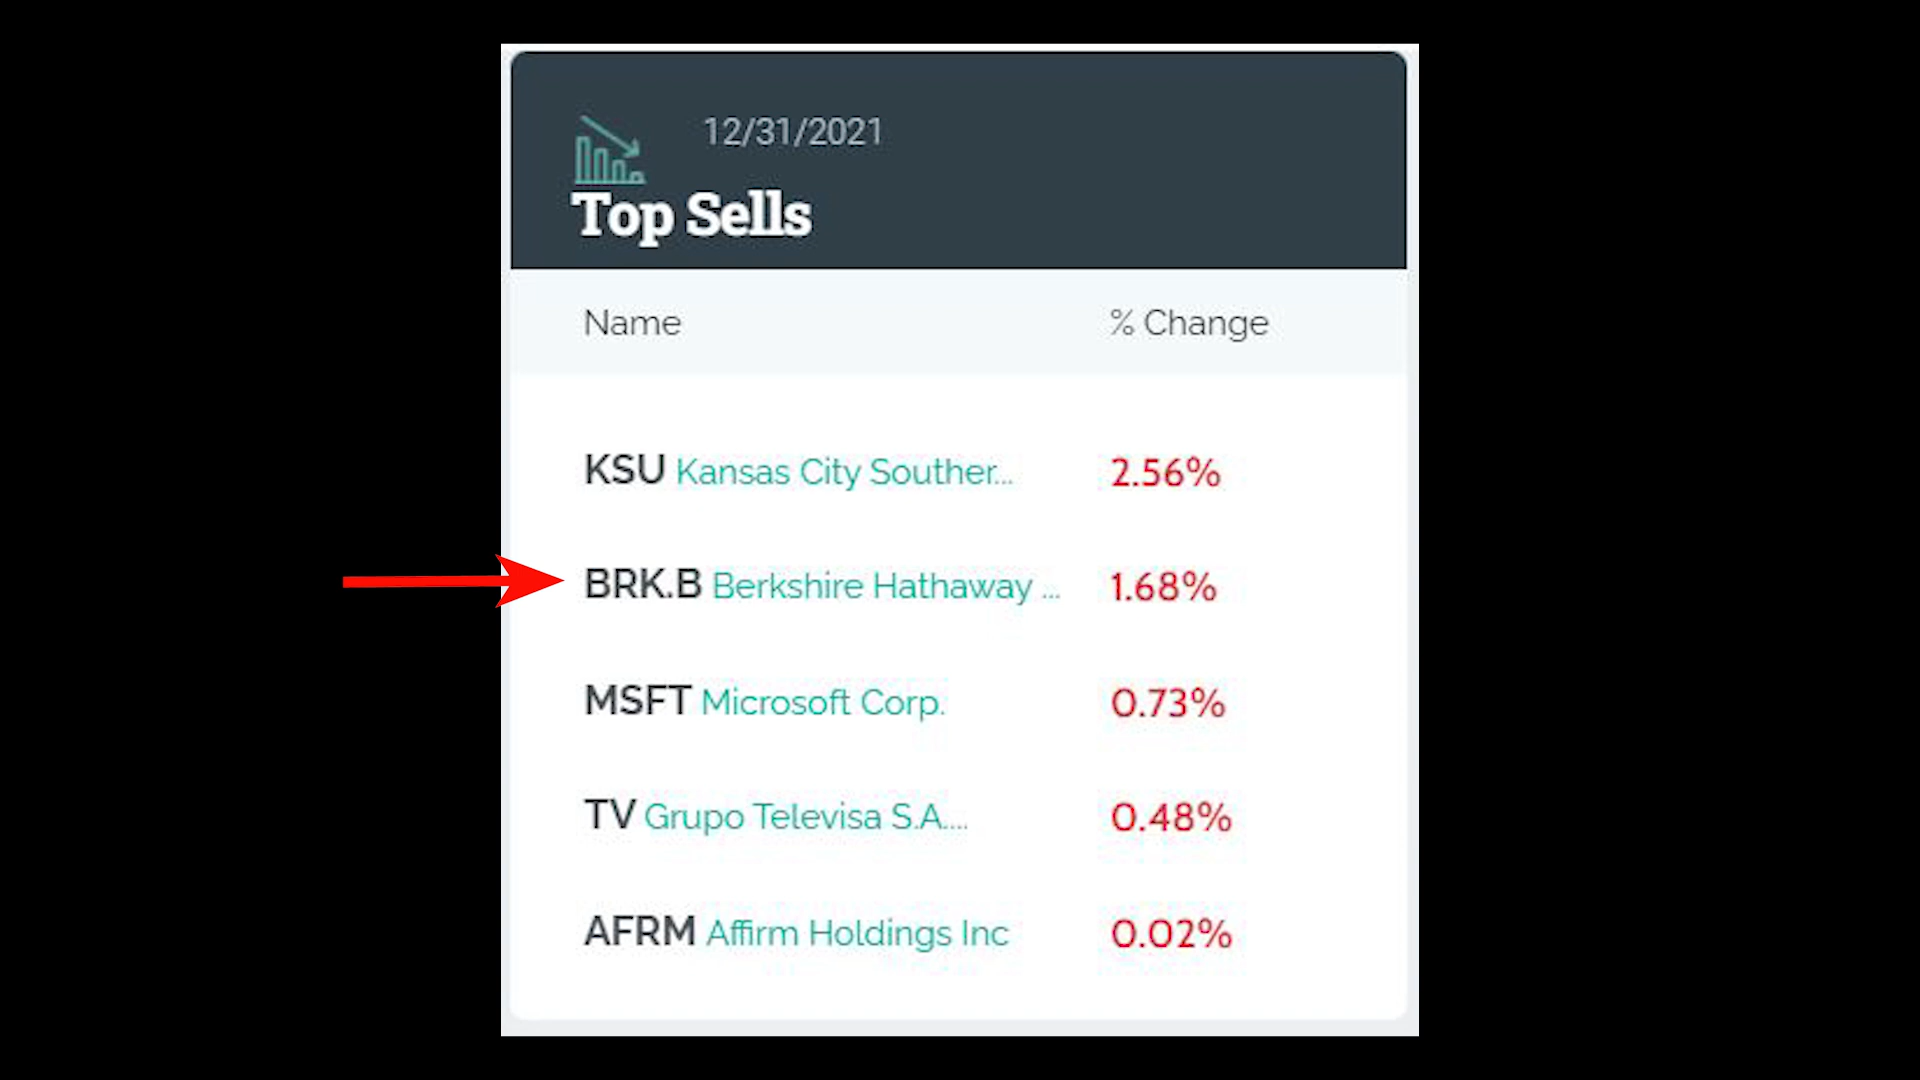 12/31/2021
Top Sells
Name % Change
KSU Kansas City Souther... 2.56%
BRK.B Berkshire Hathaway ... 1.68%
MSFT Microsoft Corp. 0.73%
TV Grupo Televisa S.A.... 0.48%
AFRM Affirm Holdings Inc 0.02%